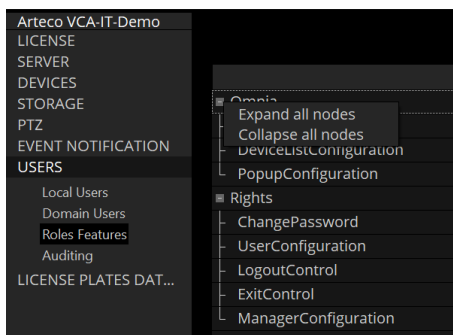 Arteco VCA-IT-Demo
LICENSE
SERVER
DEVICES
STORAGE
PTZ
EVENT NOTIFICATION
USERS
Local Users
Domain Users
Roles Features
Auditing
LICENSE PLATES DAT...
Omnia
Expand all nodes
Collapse all nodes
DeviceListConfiguration
PopupConfiguration
Rights
ChangePassword
UserConfiguration
LogoutControl
ExitControl
ManagerConfiguration